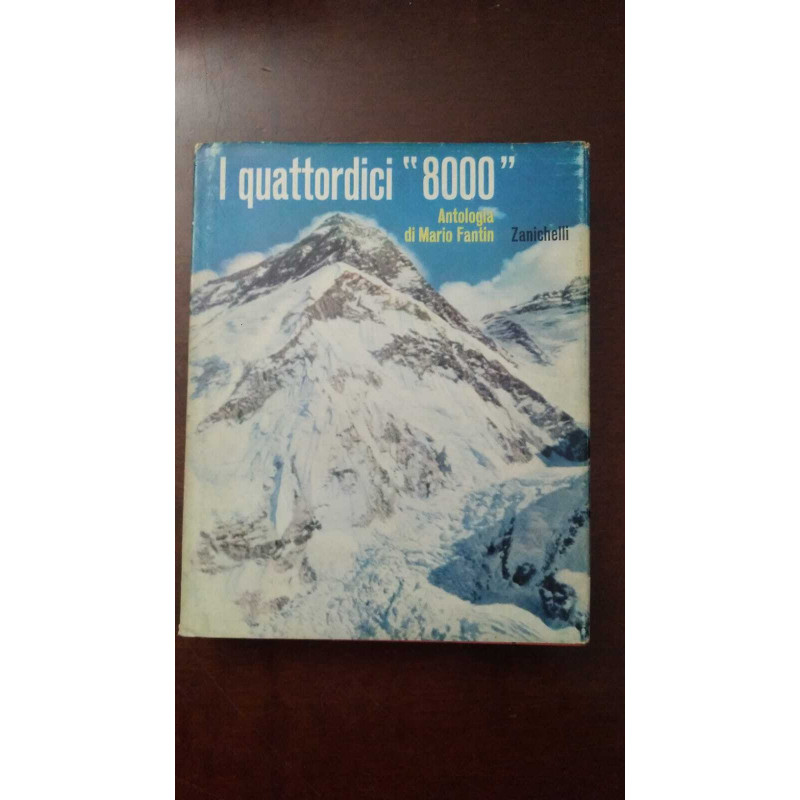 I quattordici “8000”
Antologia
di Mario Fantin Zanichelli